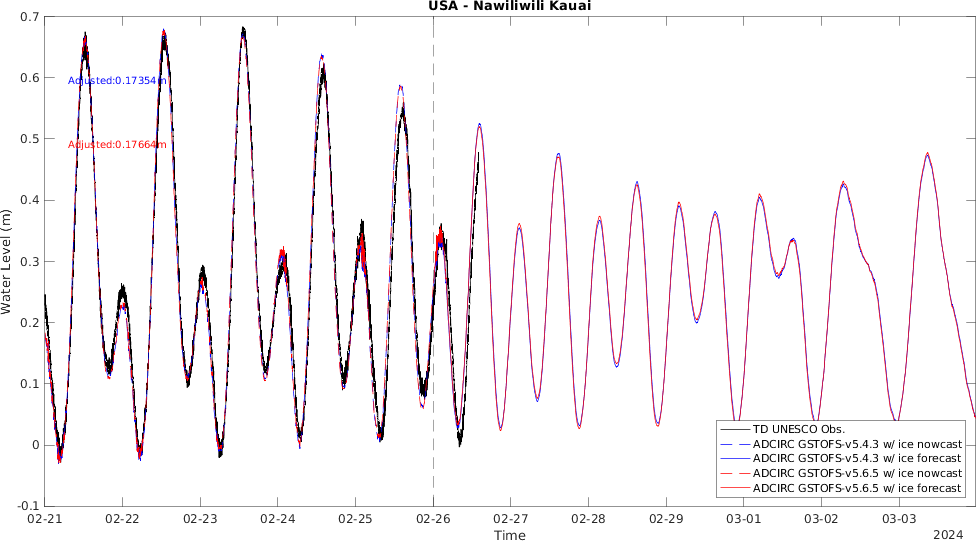 USA - Nawiliwili Kauai
0.7
0.6
0.5
0.4
0.3
0.2
0.1
0
-0.1
Water Level (m)
Adjusted:0.17354m
Adjusted:0.17664m
TD UNESCO Obs.
ADCIRC GSTOFS-v5.4.3 w/ ice nowcast
ADCIRC GSTOFS-v5.4.3 w/ ice forecast
ADCIRC GSTOFS-v5.6.5 w/ ice nowcast
ADCIRC GSTOFS-v5.6.5 w/ ice forecast
02-21 02-22 02-23 02-24 02-25 02-26 02-27 02-28 02-29 03-01 03-02 03-03
Time
2024